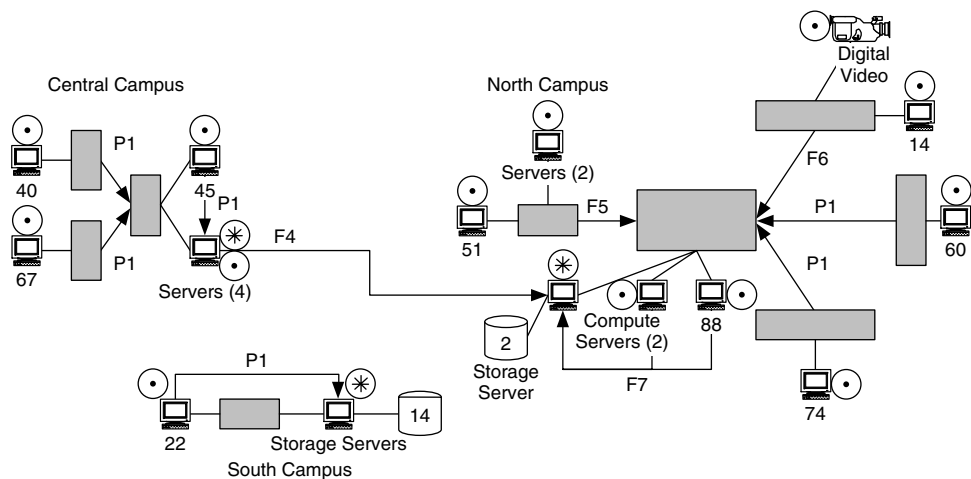 Digital
Video
Central Campus
North Campus
P1
40
45
P1
67
P1
Servers (4)
F4
Servers (2)
51
F5
F6
14
P1
60
P1
Compute
Servers (2)
88
2
Storage
Server
F7
74
P1
22
14
Storage Servers
South Campus